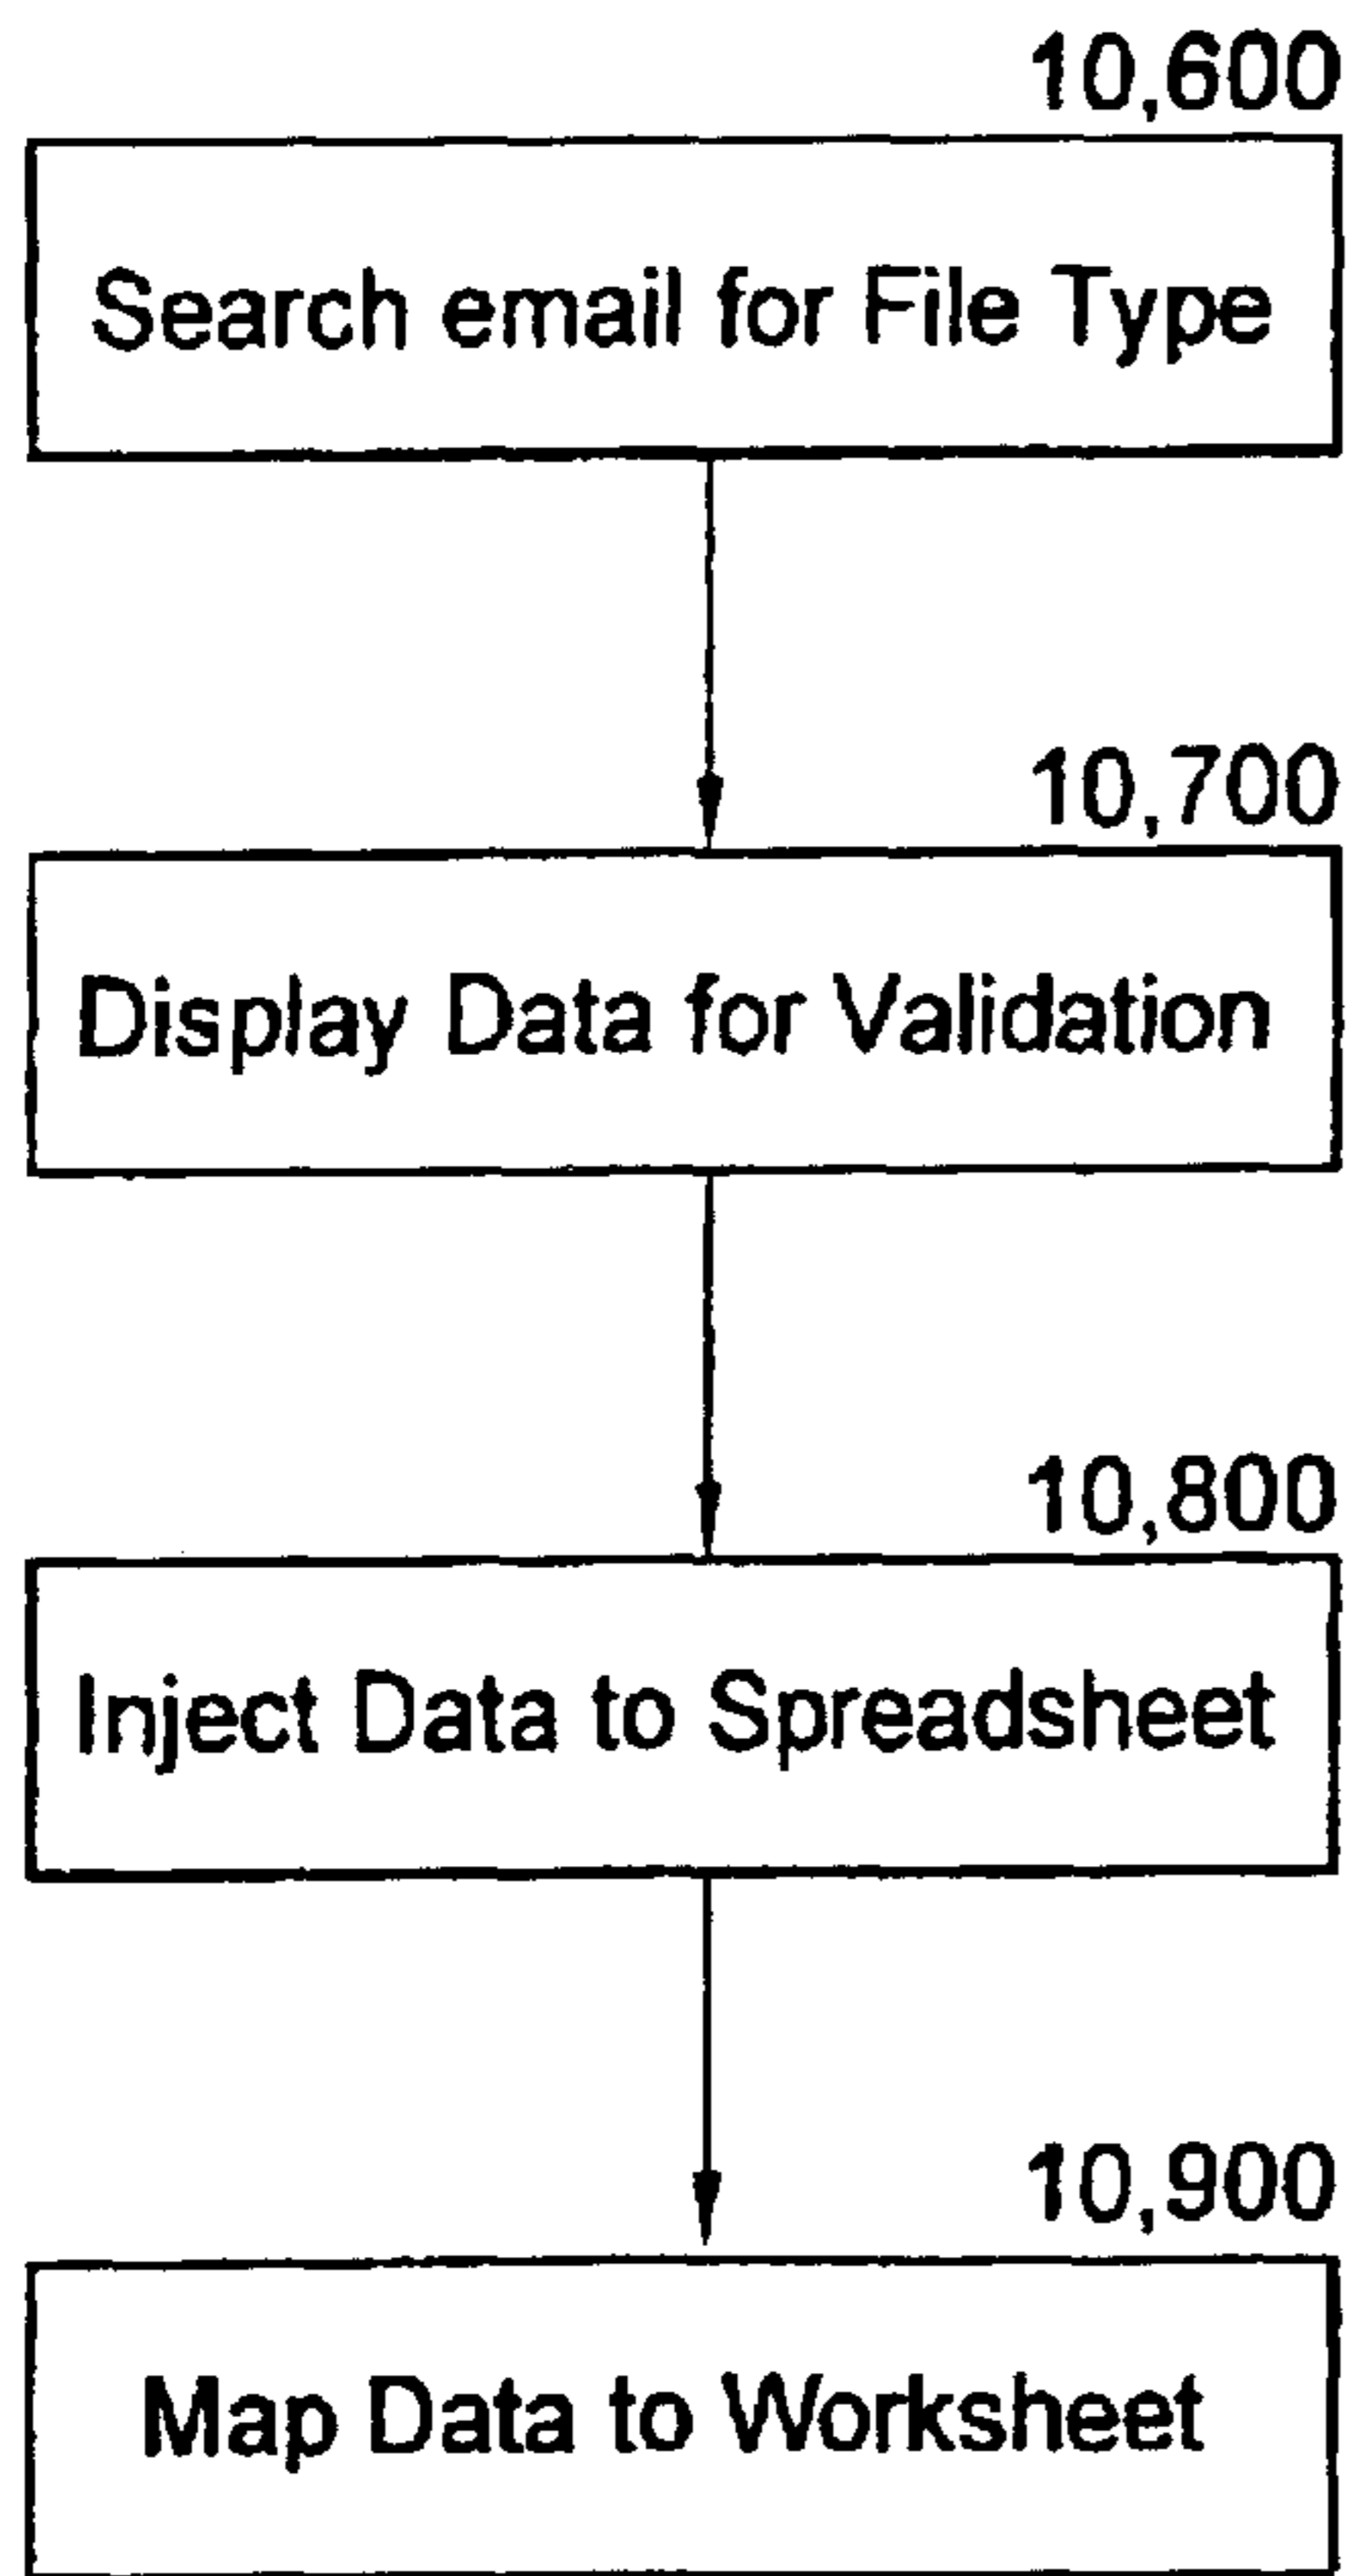 10,600
Search email for File Type
10,700
Display Data for Validation
10,800
Inject Data to Spreadsheet
10,900
Map Data to Worksheet